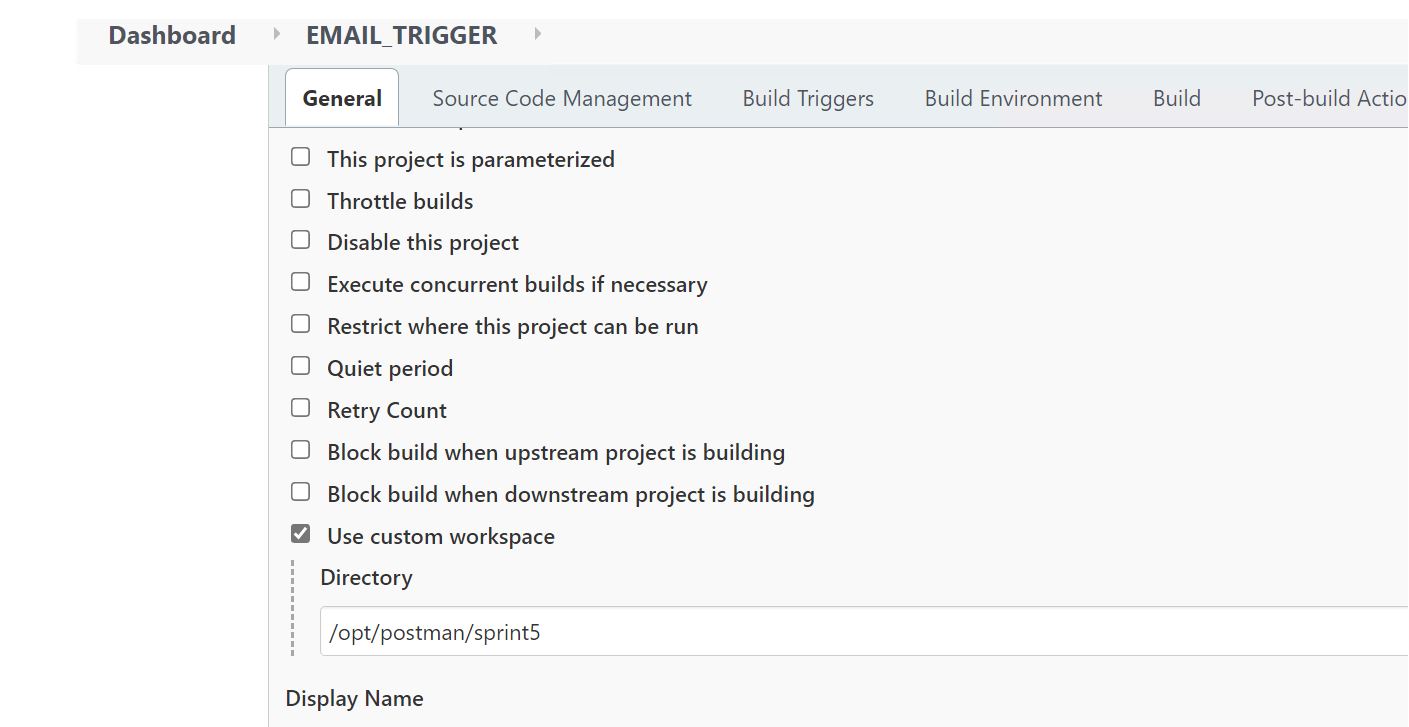 Dashboard EMAIL_TRIGGER
General Source Code Management Build Triggers Build Environment Build Post-build Actio
This project is parameterized
Throttle builds
Disable this project
Execute concurrent builds if necessary
Restrict where this project can be run
Quiet period
Retry Count
Block build when upstream project is building
Block build when downstream project is building
Use custom workspace
Directory
/opt/postman/sprint5
Display Name